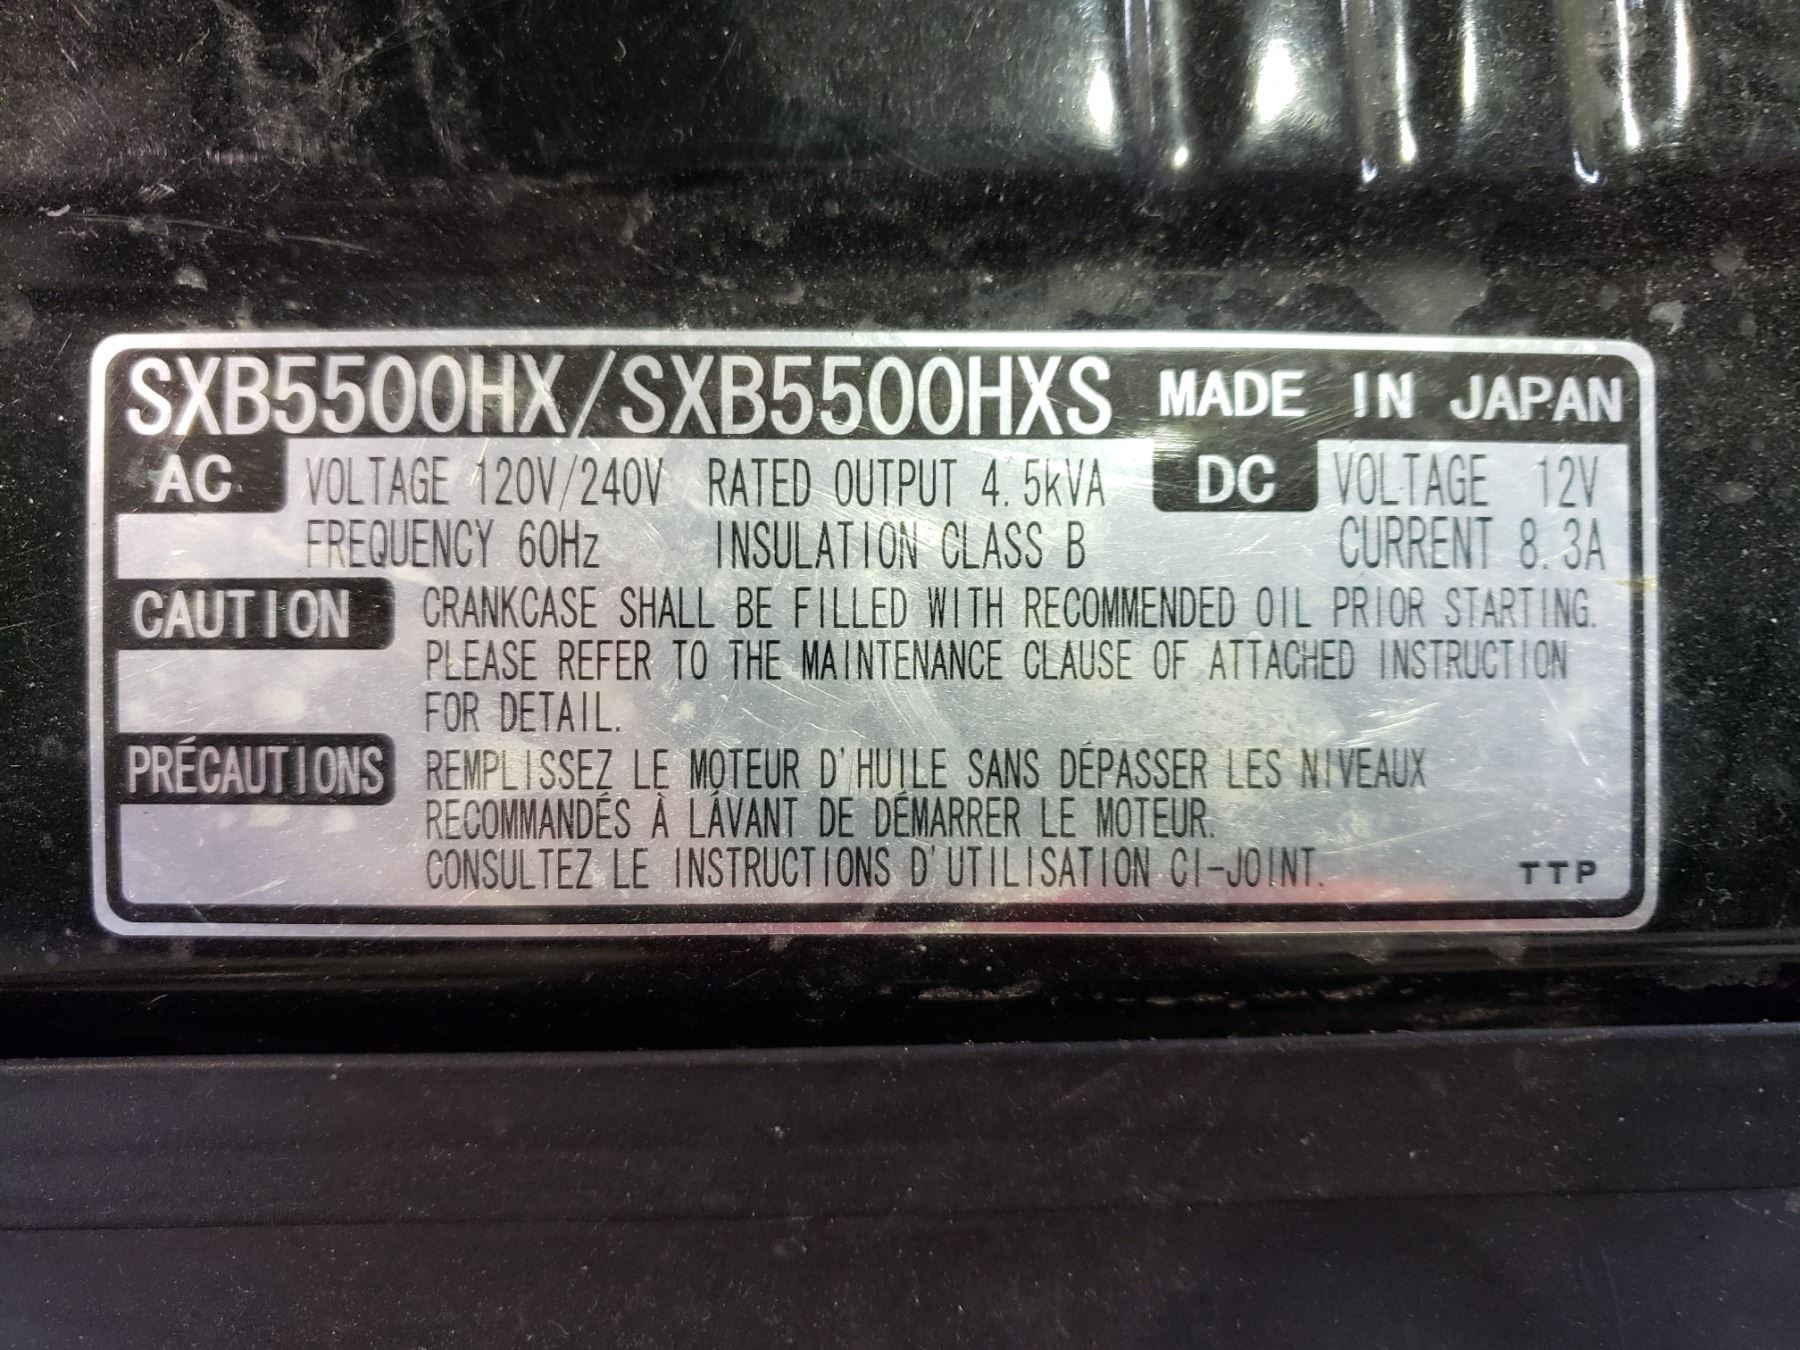 SXB5500HX/SXB5500HXS MADE IN JAPAN
AC VOLTAGE 120V/240V RATED OUTPUT 4.5kVA DC VOLTAGE 12V
FREQUENCY 60Hz INSULATION CLASS B CURRENT 8.3A
CAUTION CRANKCASE SHALL BE FILLED WITH RECOMMENDED OIL PRIOR STARTING.
PLEASE REFER TO THE MAINTENANCE CLAUSE OF ATTACHED INSTRUCTION
FOR DETAIL.
PRÉCAUTIONS REMPLISSEZ LE MOTEUR D'HUILE SANS DÉPASSER LES NIVEAUX
RECOMMANDÉS À LÁVANT DE DÉMARRER LE MOTEUR.
CONSULTEZ LE INSTRUCTIONS D'UTILISATION CI-JOINT. TTP